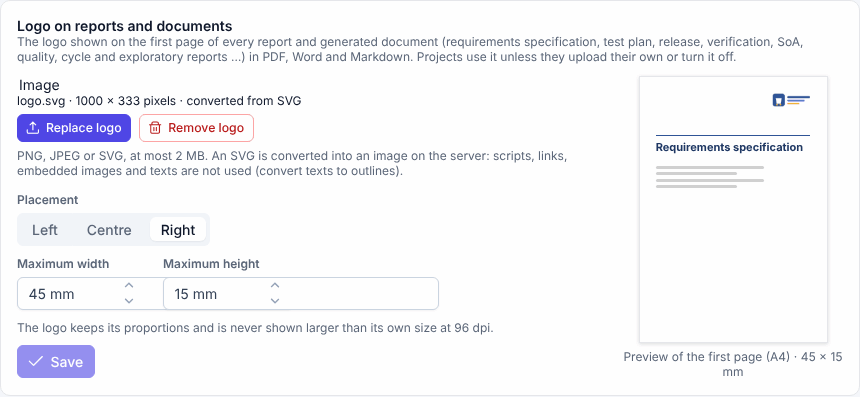 Logo on reports and documents
The logo shown on the first page of every report and generated document (requirements specification, test plan, release, verification, SoA,
quality, cycle and exploratory reports ...) in PDF, Word and Markdown. Projects use it unless they upload their own or turn it off.
Image
logo.svg · 1000 × 333 pixels · converted from SVG
Replace logo
Remove logo
PNG, JPEG or SVG, at most 2 MB. An SVG is converted into an image on the server: scripts, links,
embedded images and texts are not used (convert texts to outlines).
Placement
Left
Centre
Right
Maximum width
Maximum height
45 mm
15 mm
The logo keeps its proportions and is never shown larger than its own size at 96 dpi.
Save
Requirements specification
Preview of the first page (A4) · 45 × 15
mm